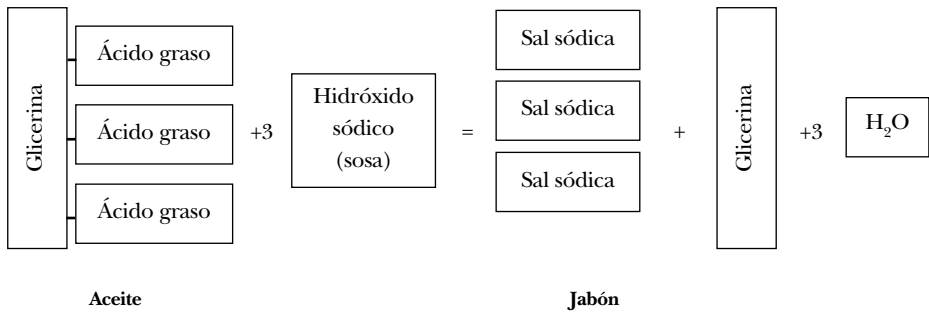 Glicerina
Ácido graso
Ácido graso
Ácido graso
+3
Hidróxido
sódico
(sosa)
=
Sal sódica
Sal sódica
Sal sódica
+
Glicerina
+3
H₂O
Aceite
Jabón